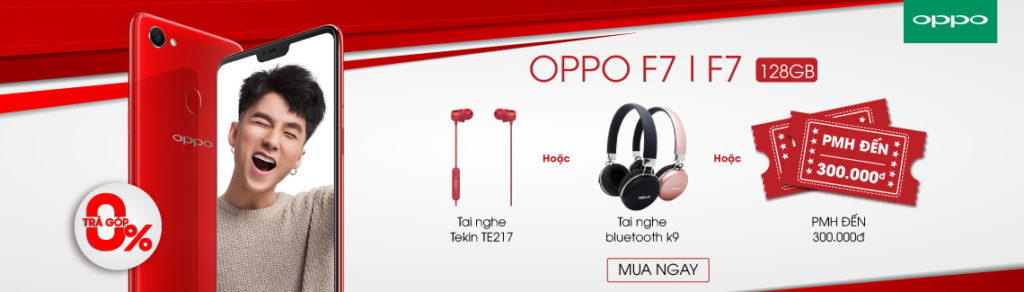 oppo
OPPO F7 I F7 128GB
oppo
TRẢ GÓP
0%
Hoặc
Hoặc
PMH ĐẾN
300.000đ
Tai nghe
Tekin TE217
Tai nghe
bluetooth k9
PMH ĐẾN
300.000đ
MUA NGAY